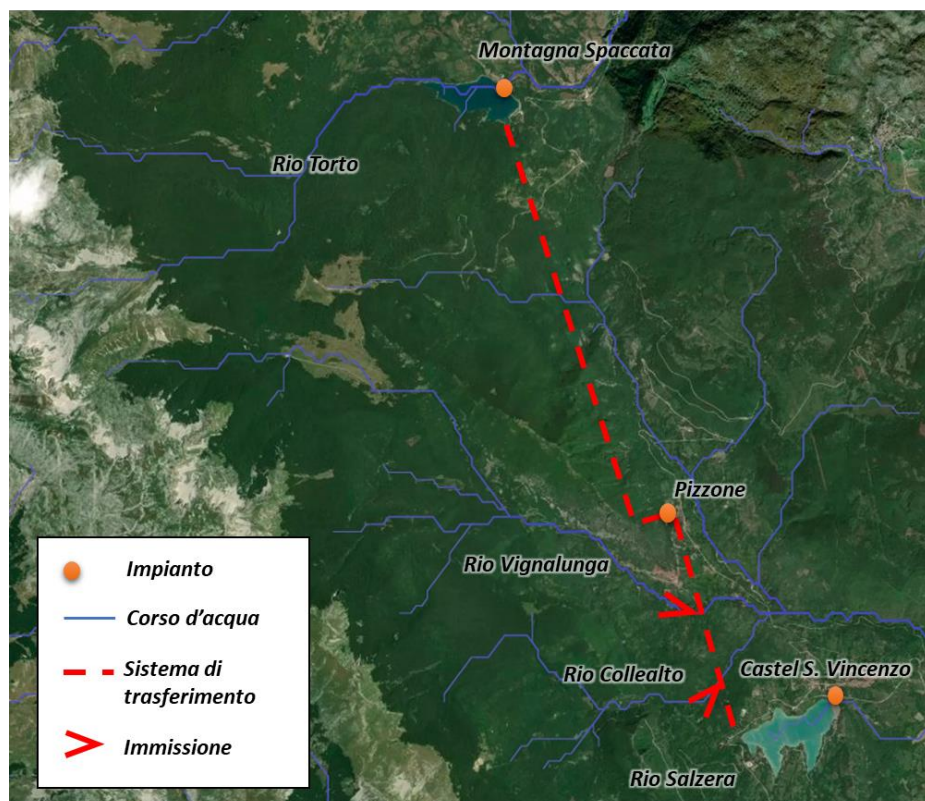 Montagna Spaccata
Rio Torto
Pizzone
Rio Vignalunga
Rio Collealto
Castel S. Vincenzo
Rio Salzera
Impianto
Corso d'acqua
Sistema di
trasferimento
Immissione